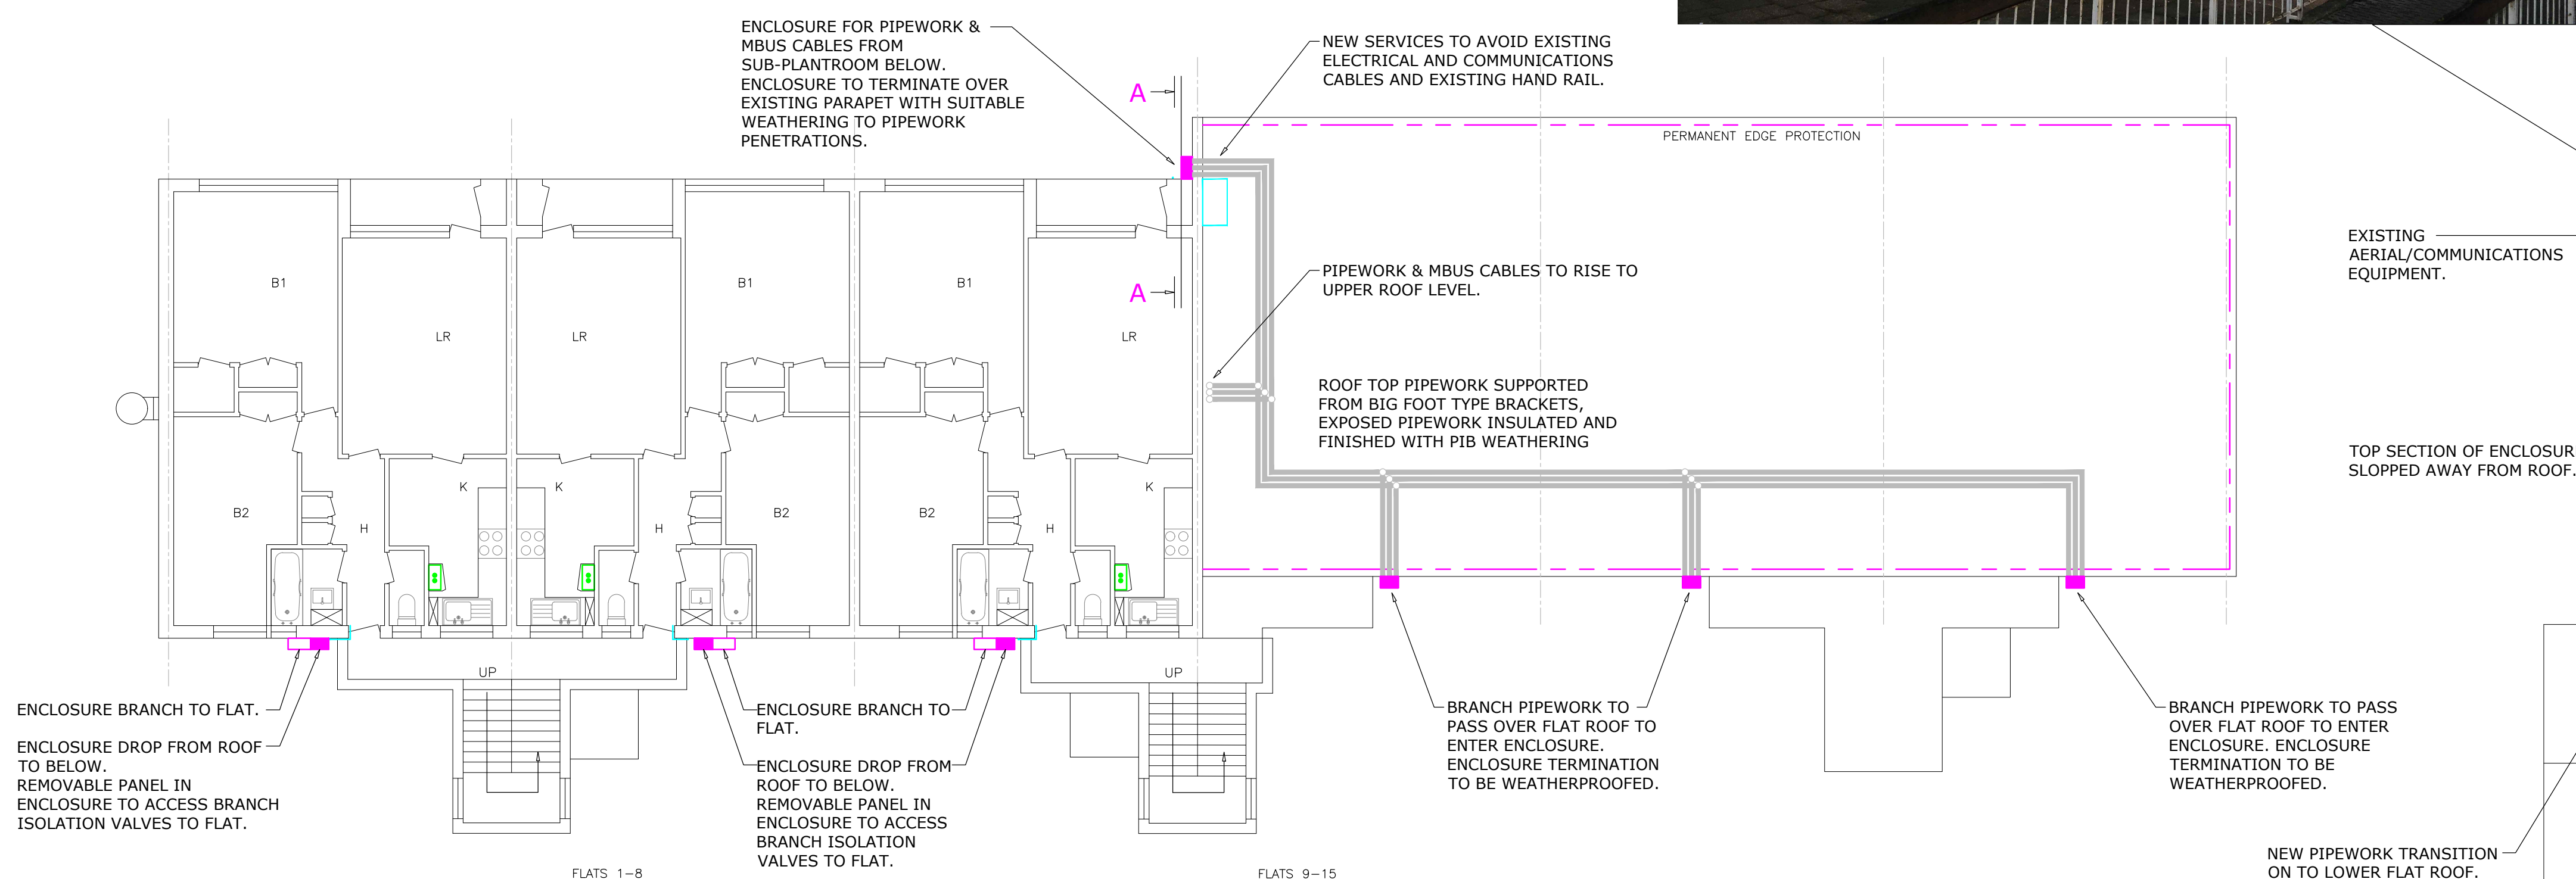 ENCLOSURE FOR PIPEWORK &
MBUS CABLES FROM
SUB-PLANTROOM BELOW.
ENCLOSURE TO TERMINATE OVER
EXISTING PARAPET WITH SUITABLE
WEATHERING TO PIPEWORK
PENETRATIONS.
NEW SERVICES TO AVOID EXISTING
ELECTRICAL AND COMMUNICATIONS
CABLES AND EXISTING HAND RAIL.
A
PERMANENT EDGE PROTECTION
EXISTING
AERIAL/COMMUNICATIONS
EQUIPMENT.
PIPEWORK & MBUS CABLES TO RISE TO
UPPER ROOF LEVEL.
A
B1
B1
B1
LR
LR
LR
ROOF TOP PIPEWORK SUPPORTED
FROM BIG FOOT TYPE BRACKETS,
EXPOSED PIPEWORK INSULATED AND
FINISHED WITH PIB WEATHERING
TOP SECTION OF ENCLOSUR
SLOPPED AWAY FROM ROOF.
K
K
K
B2
B2
B2
H
H
H
UP
UP
ENCLOSURE BRANCH TO FLAT.
ENCLOSURE DROP FROM ROOF
TO BELOW.
REMOVABLE PANEL IN
ENCLOSURE TO ACCESS BRANCH
ISOLATION VALVES TO FLAT.
ENCLOSURE BRANCH TO
FLAT.
ENCLOSURE DROP FROM
ROOF TO BELOW.
REMOVABLE PANEL IN
ENCLOSURE TO ACCESS
BRANCH ISOLATION
VALVES TO FLAT.
BRANCH PIPEWORK TO
PASS OVER FLAT ROOF TO
ENTER ENCLOSURE.
ENCLOSURE TERMINATION
TO BE WEATHERPROOFED.
BRANCH PIPEWORK TO PASS
OVER FLAT ROOF TO ENTER
ENCLOSURE. ENCLOSURE
TERMINATION TO BE
WEATHERPROOFED.
NEW PIPEWORK TRANSITION
ON TO LOWER FLAT ROOF.
FLATS 1-8
FLATS 9-15